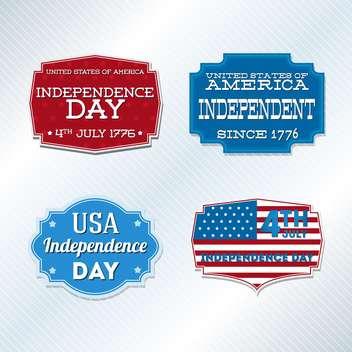 UNITED STATES OF AMERICA
INDEPENDENCE
DAY
4TH JULY 1776
UNITED STATES OF
AMERICA
INDEPENDENT
SINCE 1776
USA
Independence
DAY
4TH
JULY
INDEPENDENCE DAY